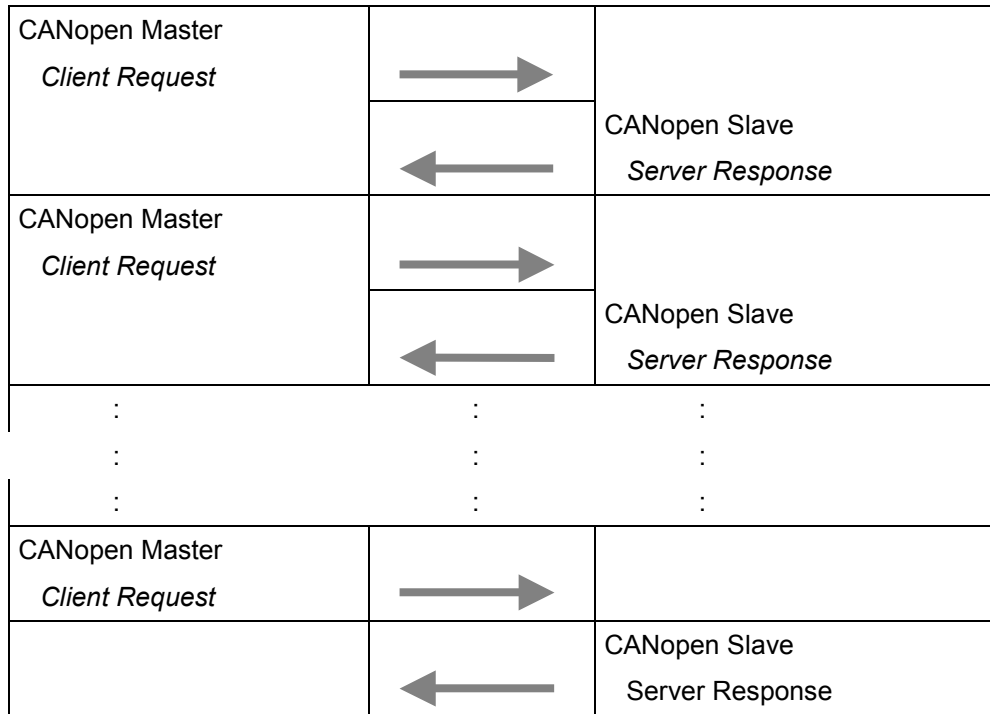 CANopen Master
Client Request
CANopen Slave
Server Response
CANopen Master
Client Request
CANopen Slave
Server Response
: : :
: : :
: : :
CANopen Master
Client Request
CANopen Slave
Server Response